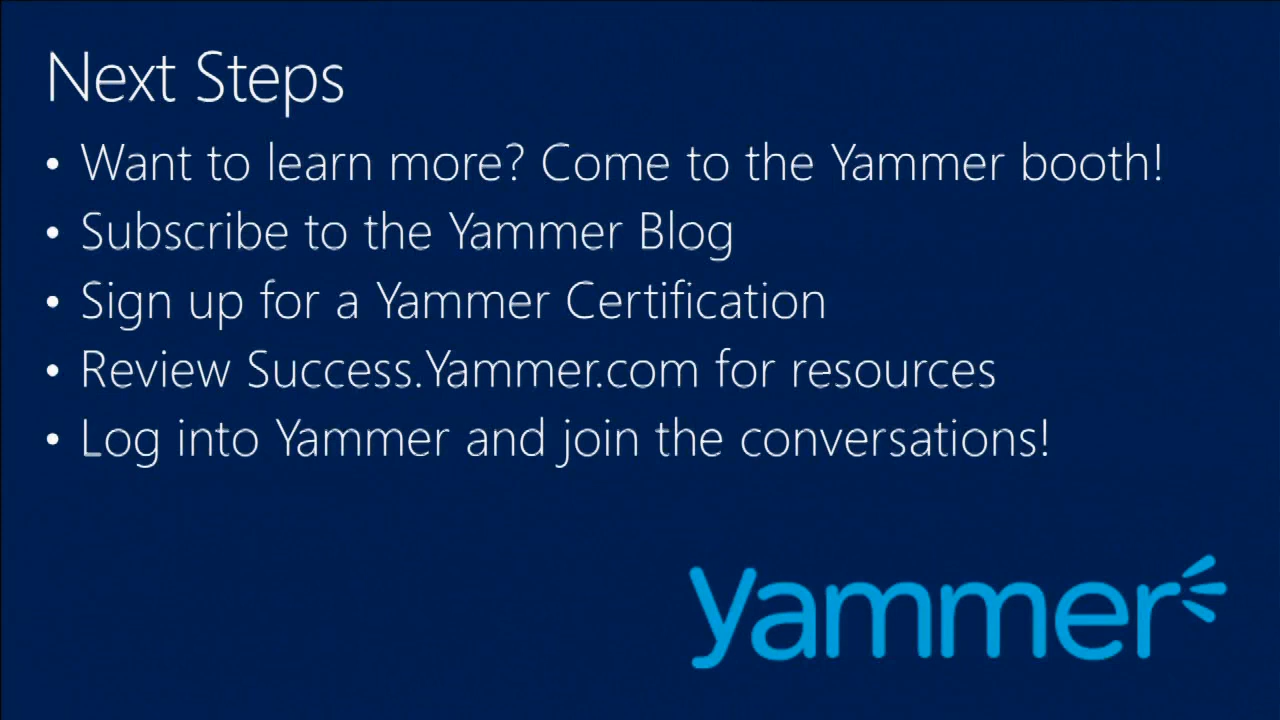 Next Steps
• Want to learn more? Come to the Yammer booth!
• Subscribe to the Yammer Blog
• Sign up for a Yammer Certification
• Review Success.Yammer.com for resources
• Log into Yammer and join the conversations!
yammer